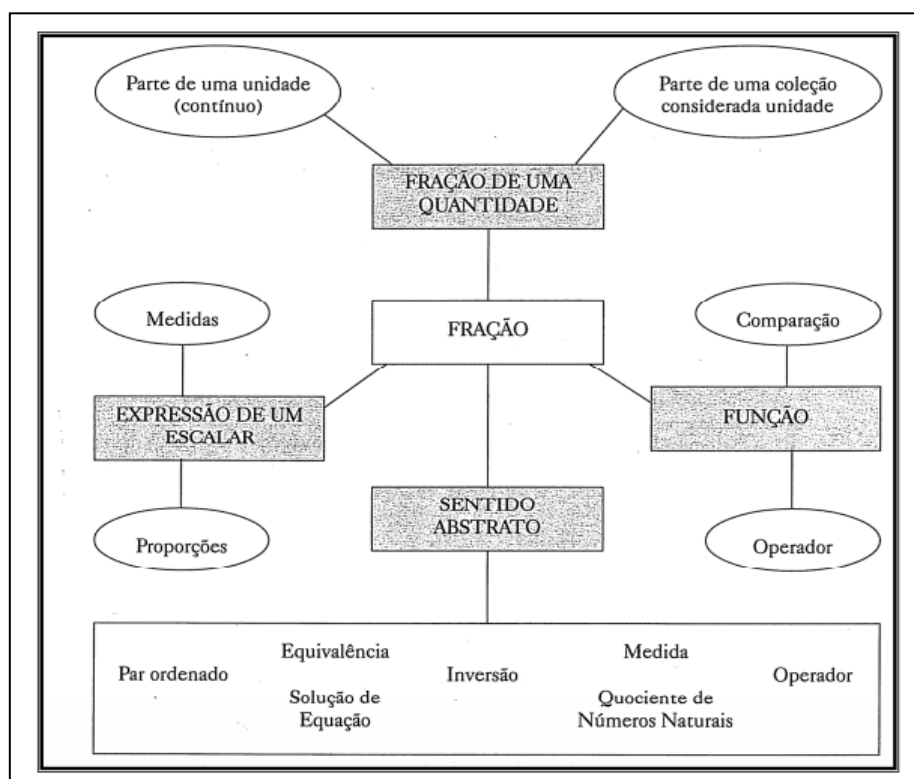 Parte de uma unidade
(contínuo)
Parte de uma coleção
considerada unidade
FRAÇÃO DE UMA
QUANTIDADE
Medidas
FRAÇÃO
Comparação
EXPRESSÃO DE UM
ESCALAR
FUNÇÃO
SENTIDO
ABSTRATO
Proporções
Operador
Par ordenado
Equivalência
Solução de
Equação
Inversão
Medida
Quociente de
Números Naturais
Operador